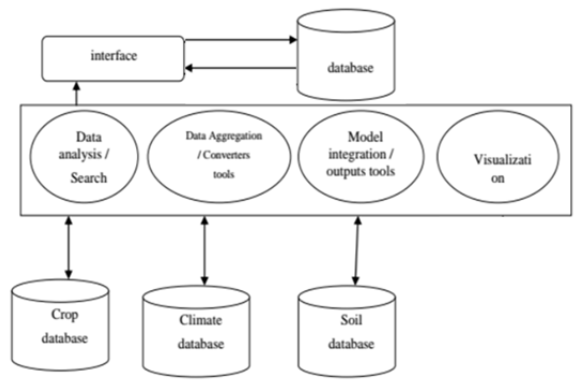 interface
database
Data
analysis /
Search
Data Aggregation
/ Converters
tools
Model
integration /
outputs tools
Visualizati
on
Crop
database
Climate
database
Soil
database